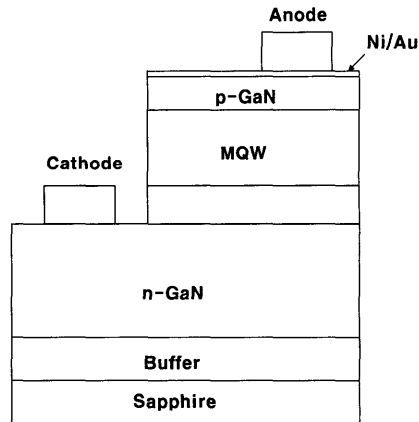 Anode
Ni/Au
p-GaN
MQW
Cathode
n-GaN
Buffer
Sapphire